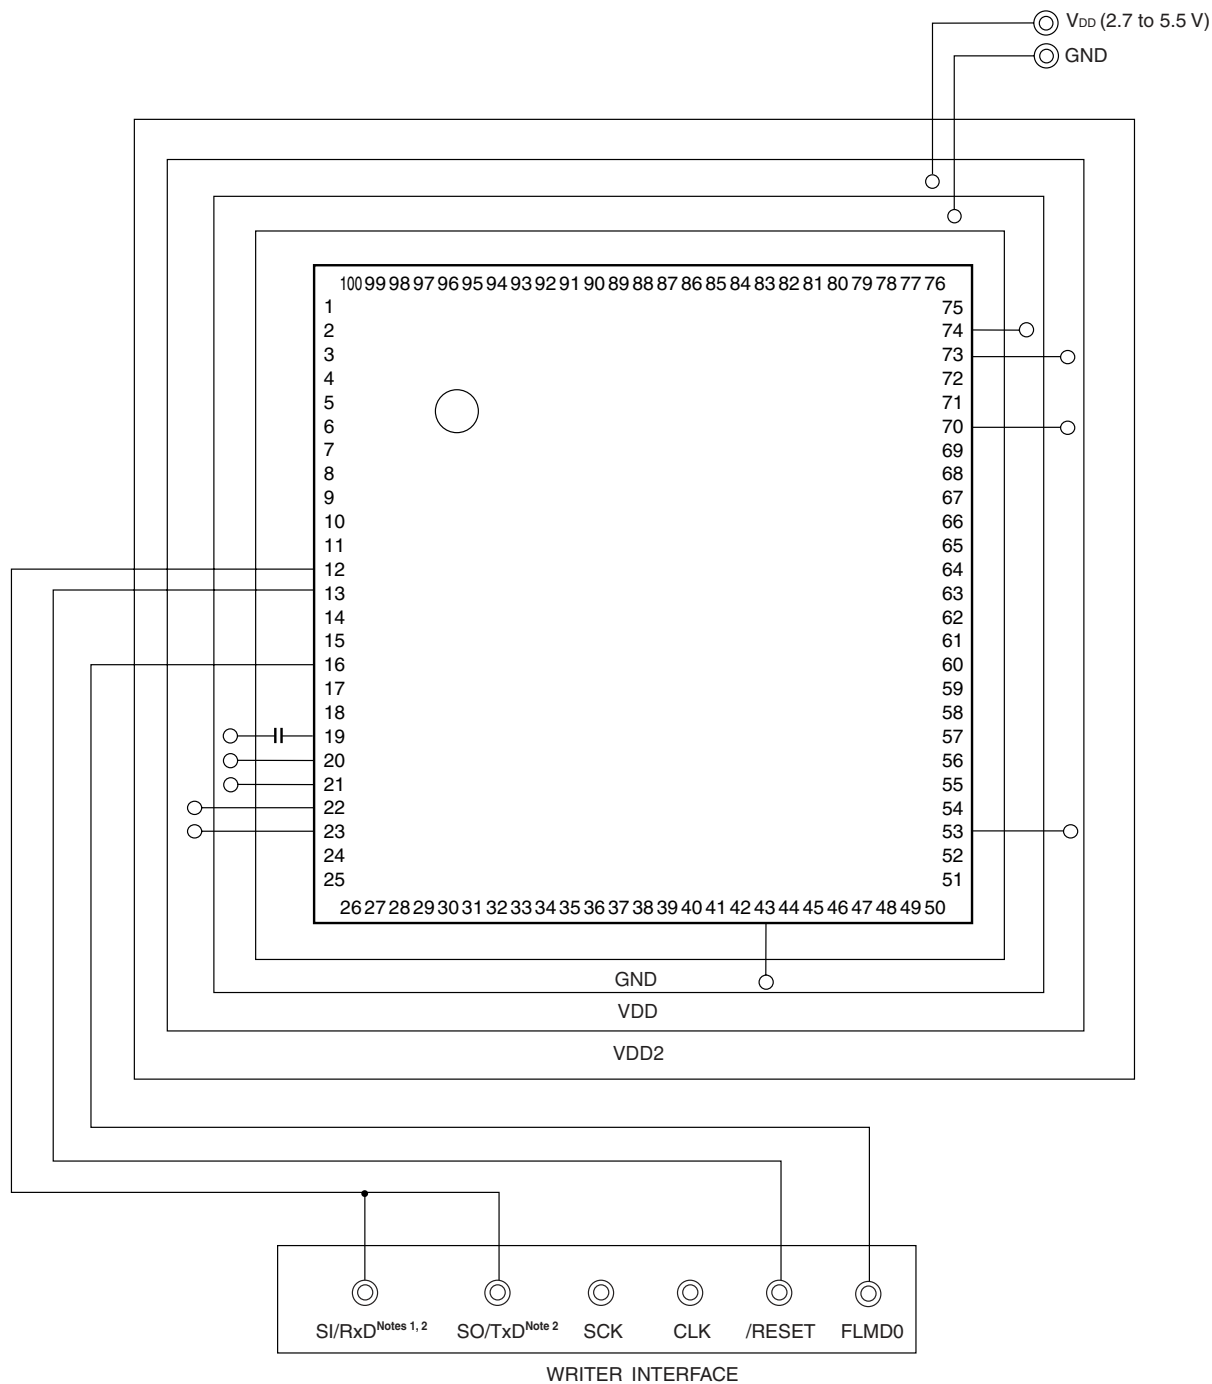 VDD (2.7 to 5.5 V)
GND
100 99 98 97 96 95 94 93 92 91 90 89 88 87 86 85 84 83 82 81 80 79 78 77 76
1 75
2 74
3 73
4 72
5 71
6 70
7 69
8 68
9 67
10 66
11 65
12 64
13 63
14 62
15 61
16 60
17 59
18 58
19 57
20 56
21 55
22 54
23 53
24 52
25 51
26 27 28 29 30 31 32 33 34 35 36 37 38 39 40 41 42 43 44 45 46 47 48 49 50
GND
VDD
VDD2
SI/RxD Notes 1, 2 SO/TxD Note 2 SCK CLK /RESET FLMD0
WRITER INTERFACE